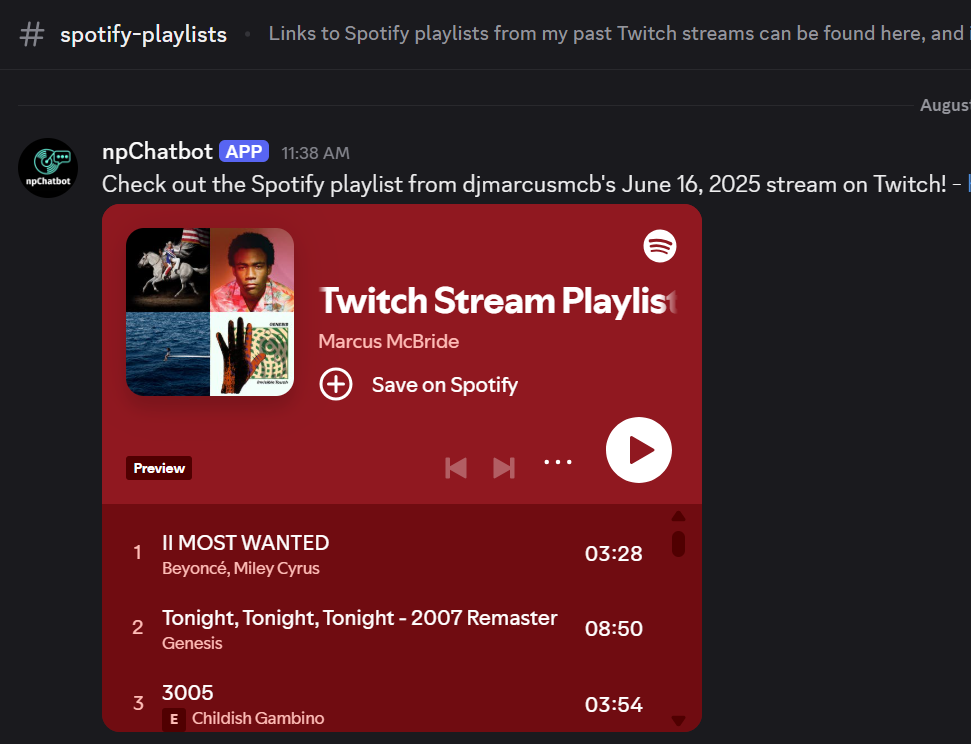 # spotify-playlists • Links to Spotify playlists from my past Twitch streams can be found here, and
August
npChatbot APP 11:38 AM
npChatbot
Check out the Spotify playlist from djmarcusmcb's June 16, 2025 stream on Twitch! -
GENESIS
Invisible Touch
Twitch Stream Playlist
Marcus McBride
Save on Spotify
Preview
1 II MOST WANTED 03:28
Beyoncé, Miley Cyrus
2 Tonight, Tonight, Tonight - 2007 Remaster 08:50
Genesis
3 3005 03:54
E Childish Gambino